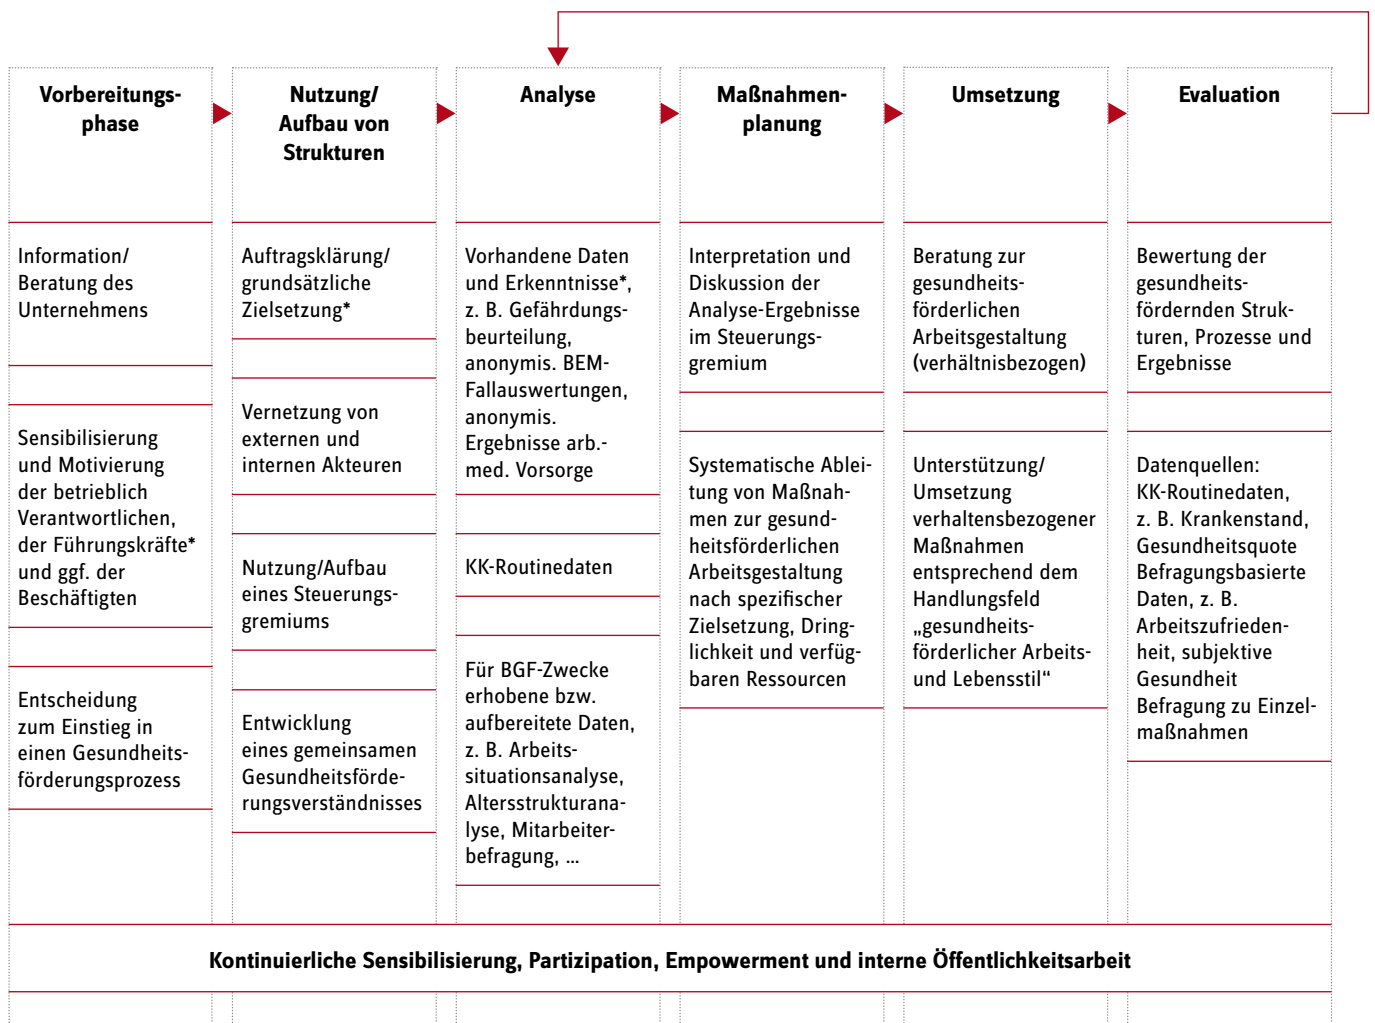 Vorbereitungs-
phase
Nutzung/
Aufbau von
Strukturen
Analyse
Maßnahmen-
planung
Umsetzung
Evaluation
Information/
Beratung des
Unternehmens
Sensibilisierung
und Motivierung
der betrieblich
Verantwortlichen,
der Führungskräfte*
und ggf. der
Beschäftigten
Entscheidung
zum Einstieg in
einen Gesundheits-
förderungsprozess
Auftragsklärung/
grundsätzliche
Zielsetzung*
Vernetzung von
externen und
internen Akteuren
Nutzung/Aufbau
eines Steuerungs-
gremiums
Entwicklung
eines gemeinsamen
Gesundheitsförde-
rungsverständnisses
Vorhandene Daten
und Erkenntnisse*,
z. B. Gefährdungs-
beurteilung,
anonymis. BEM-
Fallauswertungen,
anonymis.
Ergebnisse arb.-
med. Vorsorge
KK-Routinedaten
Für BGF-Zwecke
erhobene bzw.
aufbereitete Daten,
z. B. Arbeits-
situationsanalyse,
Altersstrukturana-
lyse, Mitarbeiter-
befragung, ...
Interpretation und
Diskussion der
Analyse-Ergebnisse
im Steuerungs-
gremium
Systematische Ablei-
tung von Maßnah-
men zur gesund-
heitsförderlichen
Arbeitsgestaltung
nach spezifischer
Zielsetzung, Dring-
lichkeit und verfüg-
baren Ressourcen
Beratung zur
gesundheits-
förderlichen
Arbeitsgestaltung
(verhältnisbezogen)
Unterstützung/
Umsetzung
verhaltensbezogener
Maßnahmen
entsprechend dem
Handlungsfeld
„gesundheits-
förderlicher Arbeits-
und Lebensstil“
Bewertung der
gesundheits-
fördernden Struk-
turen, Prozesse und
Ergebnisse
Datenquellen:
KK-Routinedaten,
z. B. Krankenstand,
Gesundheitsquote
Befragungsbasierte
Daten, z. B.
Arbeitszufrieden-
heit, subjektive
Gesundheit
Befragung zu Einzel-
maßnahmen
Kontinuierliche Sensibilisierung, Partizipation, Empowerment und interne Öffentlichkeitsarbeit